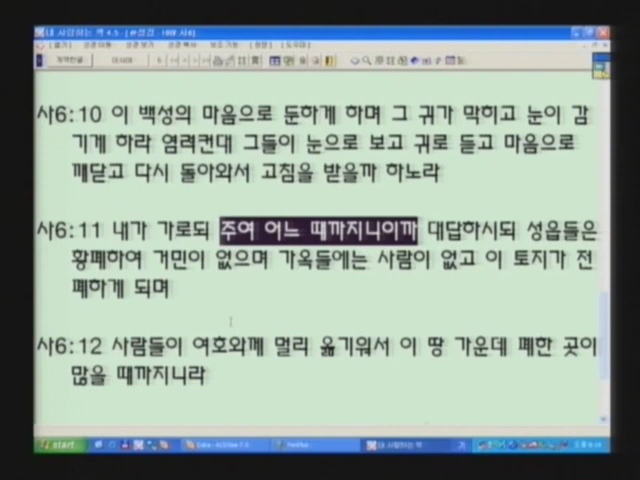 사6:10 이 백성의 마음으로 둔하게 하며 그 귀가 막히고 눈이 감
기게 하라 염려컨대 그들이 눈으로 보고 귀로 듣고 마음으로
깨닫고 다시 돌아와서 고침을 받을까 하노라
사6:11 내가 가로되 주여 어느 때까지니이까 대답하시되 성읍들은
황폐하여 거민이 없으며 가옥들에는 사람이 없고 이 토지가 전
폐하게 되며
사6:12 사람들이 여호와께 멀리 옮기워서 이 땅 가운데 폐한 곳이
많을 때까지니라
start